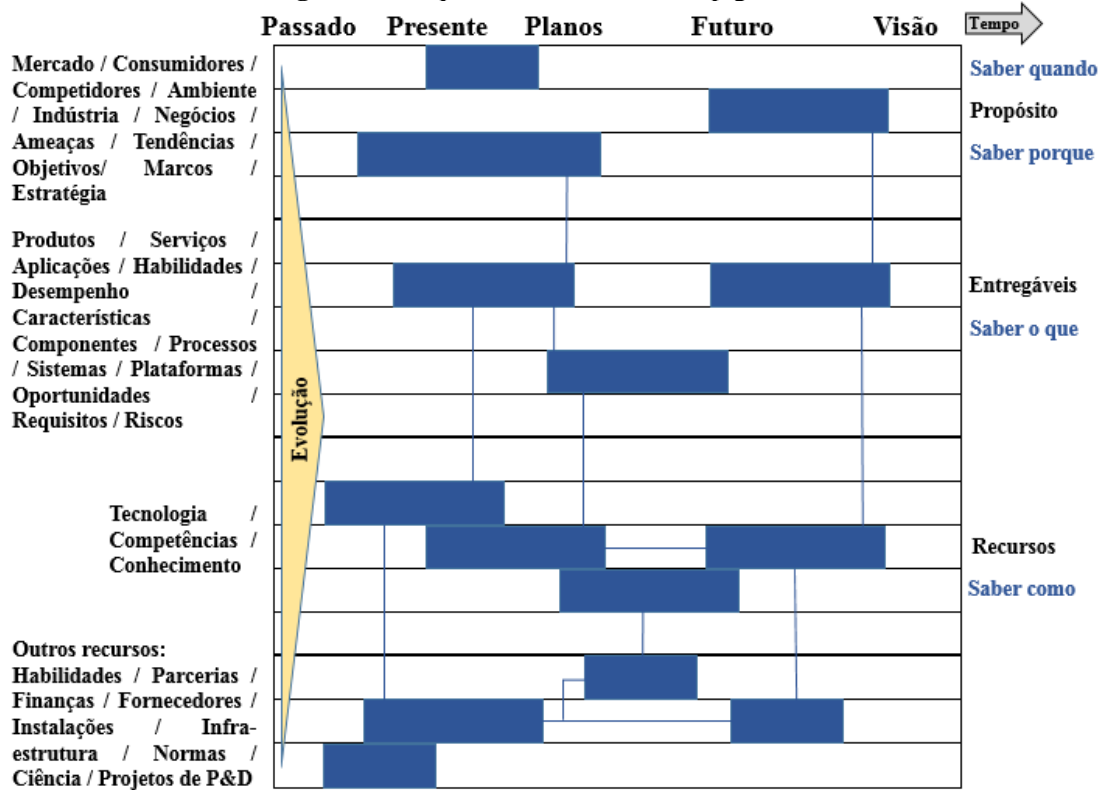 Passado Presente Planos Futuro Visão Tempo
Mercado / Consumidores /
Competidores / Ambiente
/ Indústria / Negócios /
Ameaças / Tendências /
Objetivos/ Marcos /
Estratégia
Saber quando
Propósito
Saber porque
Produtos / Serviços /
Aplicações / Habilidades /
Desempenho /
Características /
Componentes / Processos
/ Sistemas / Plataformas /
Oportunidades /
Requisitos / Riscos
Entregáveis
Saber o que
Evolução
Tecnologia /
Competências /
Conhecimento
Recursos
Saber como
Outros recursos:
Habilidades / Parcerias /
Finanças / Fornecedores /
Instalações / Infra-
estrutura / Normas /
Ciência / Projetos de P&D